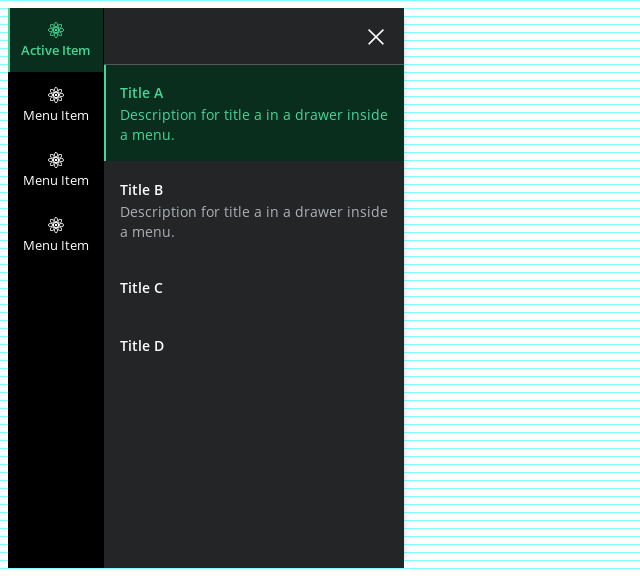 Active Item
Menu Item
Menu Item
Menu Item
Title A
Description for title a in a drawer inside
a menu.
Title B
Description for title a in a drawer inside
a menu.
Title C
Title D